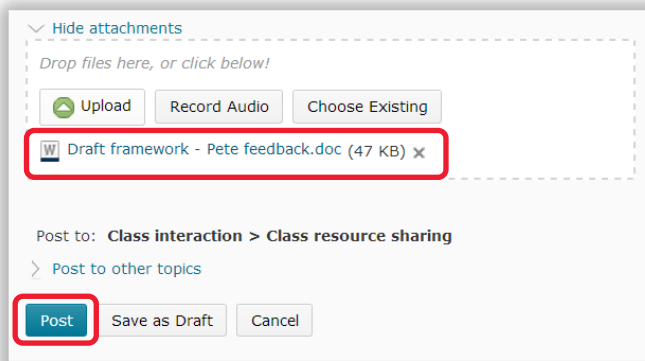 Hide attachments
Drop files here, or click below!
Upload Record Audio Choose Existing
W Draft framework - Pete feedback.doc (47 KB) ×
Post to: Class interaction > Class resource sharing
Post to other topics
Post Save as Draft Cancel